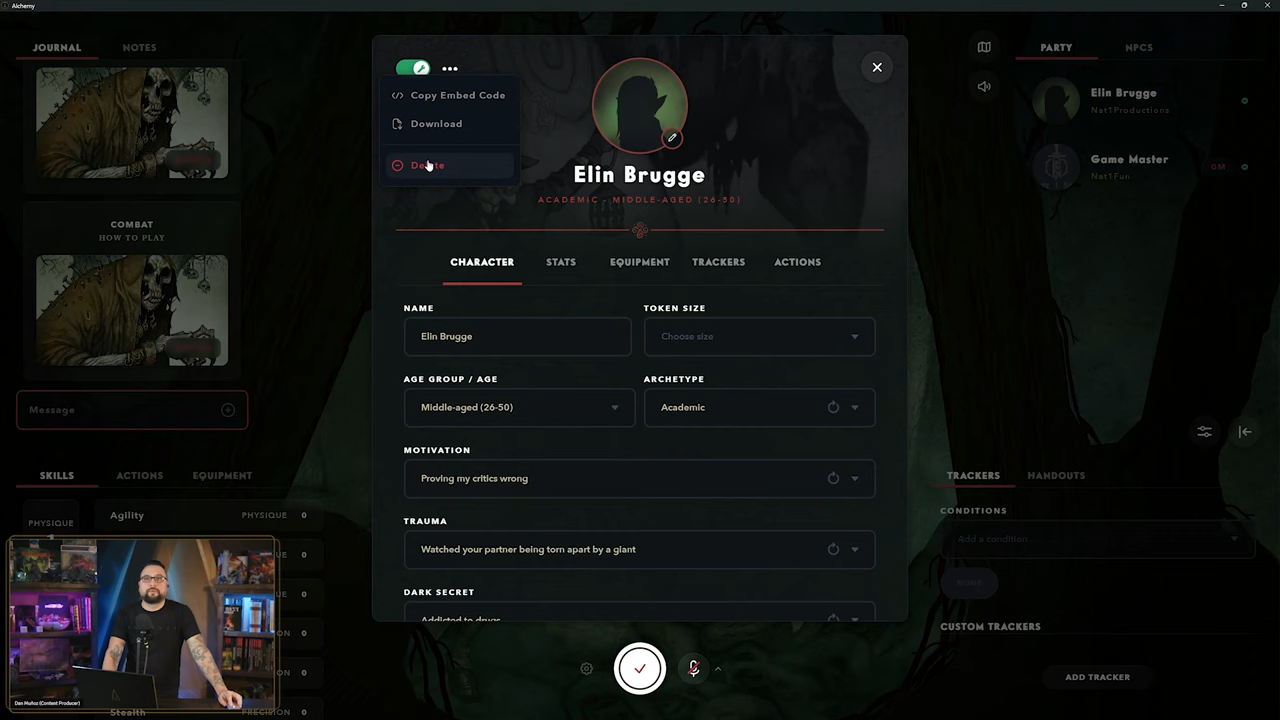 Alchemy
JOURNAL
NOTES
COMBAT
HOW TO PLAY
Message
SKILLS
ACTIONS
EQUIPMENT
PHYSIQUE
Agility
PHYSIQUE 0
0
0
0
0
Stealth
PRECISION 0
Dan Muñoz (Content Producer)
Copy Embed Code
Download
Elin Brugge
ACADEMIC - MIDDLE-AGED (26-50)
CHARACTER
STATS
EQUIPMENT
TRACKERS
ACTIONS
NAME
Elin Brugge
TOKEN SIZE
Choose size
AGE GROUP / AGE
Middle-aged (26-50)
ARCHETYPE
Academic
MOTIVATION
Proving my critics wrong
TRAUMA
Watched your partner being torn apart by a giant
DARK SECRET
Addicted to drugs
PARTY
NPCS
Elin Brugge
Nat1Productions
Game Master
Nat1Fun
GM
TRACKERS
HANDOUTS
CONDITIONS
Add a condition...
NONE
CUSTOM TRACKERS
ADD TRACKER